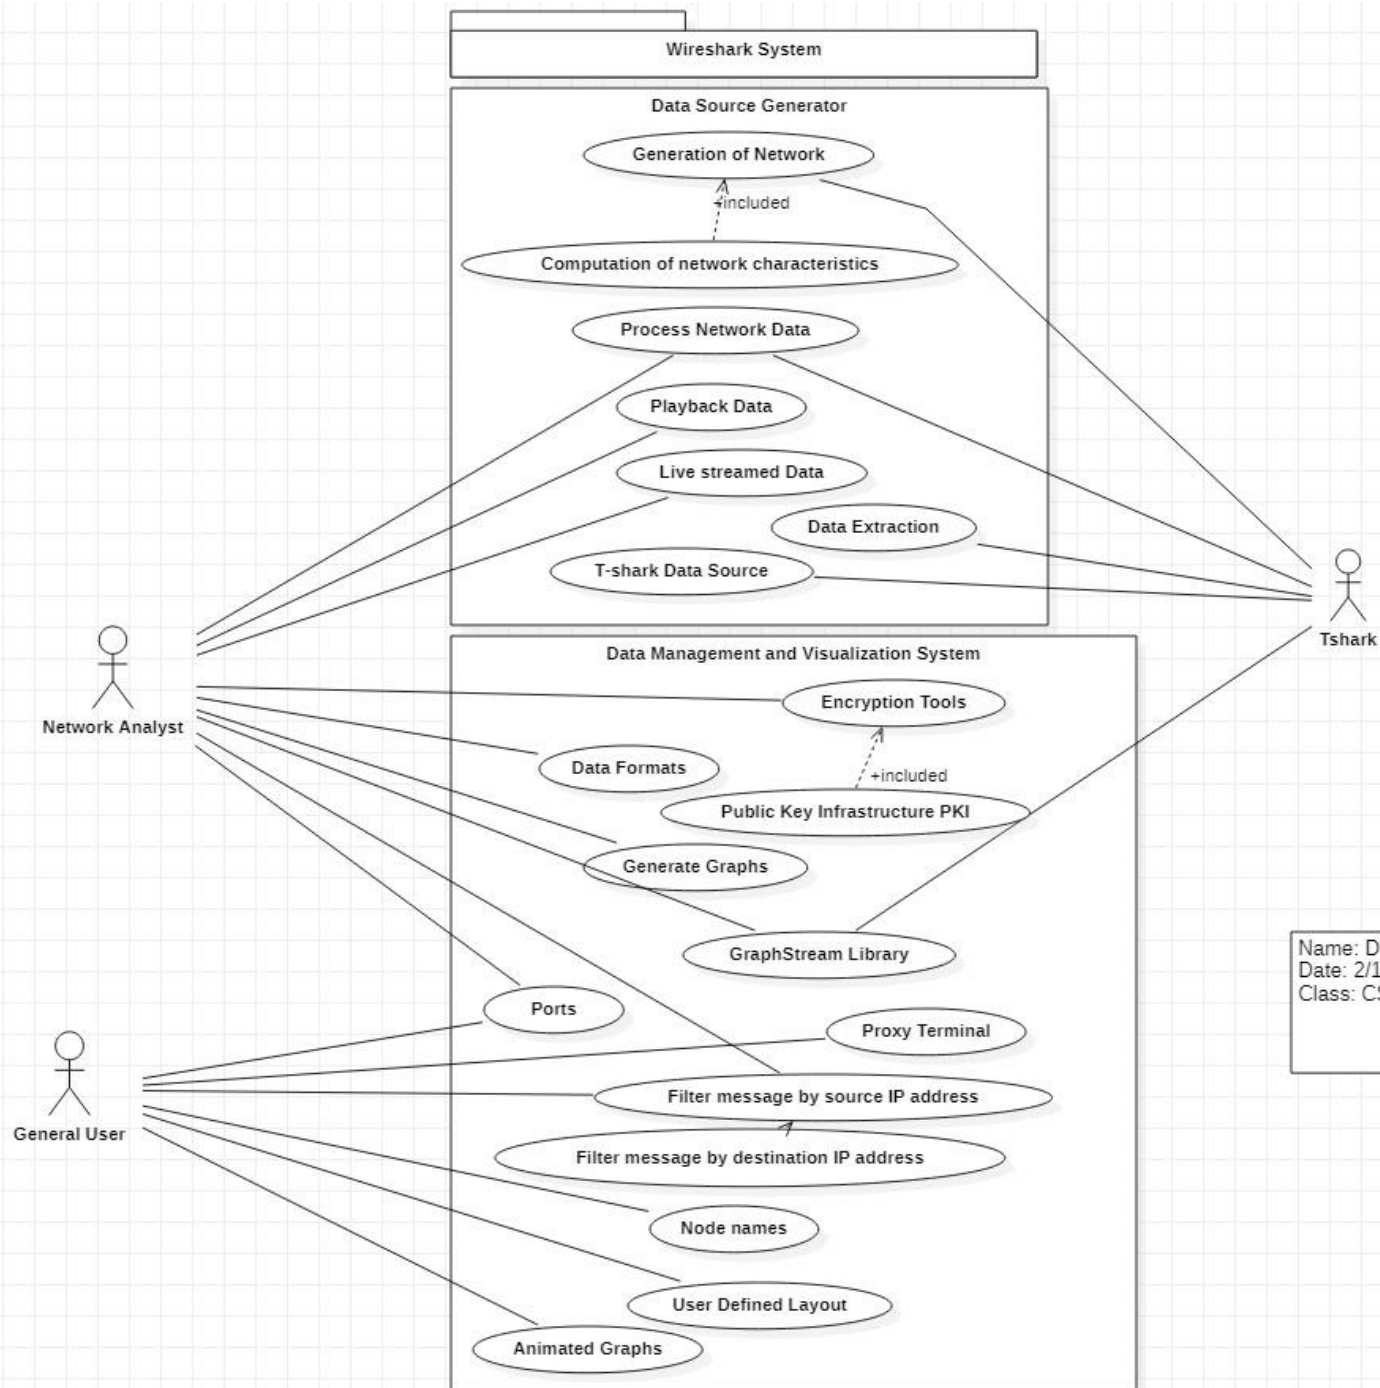 Wireshark System
Data Source Generator
Generation of Network
+included
Computation of network characteristics
Process Network Data
Playback Data
Live streamed Data
Data Extraction
T-shark Data Source
Tshark
Network Analyst
Data Management and Visualization System
Encryption Tools
Data Formats
+included
Public Key Infrastructure PKI
Generate Graphs
GraphStream Library
Name: D
Date: 2/1
Class: CS
Ports
Proxy Terminal
General User
Filter message by source IP address
Filter message by destination IP address
Node names
User Defined Layout
Animated Graphs